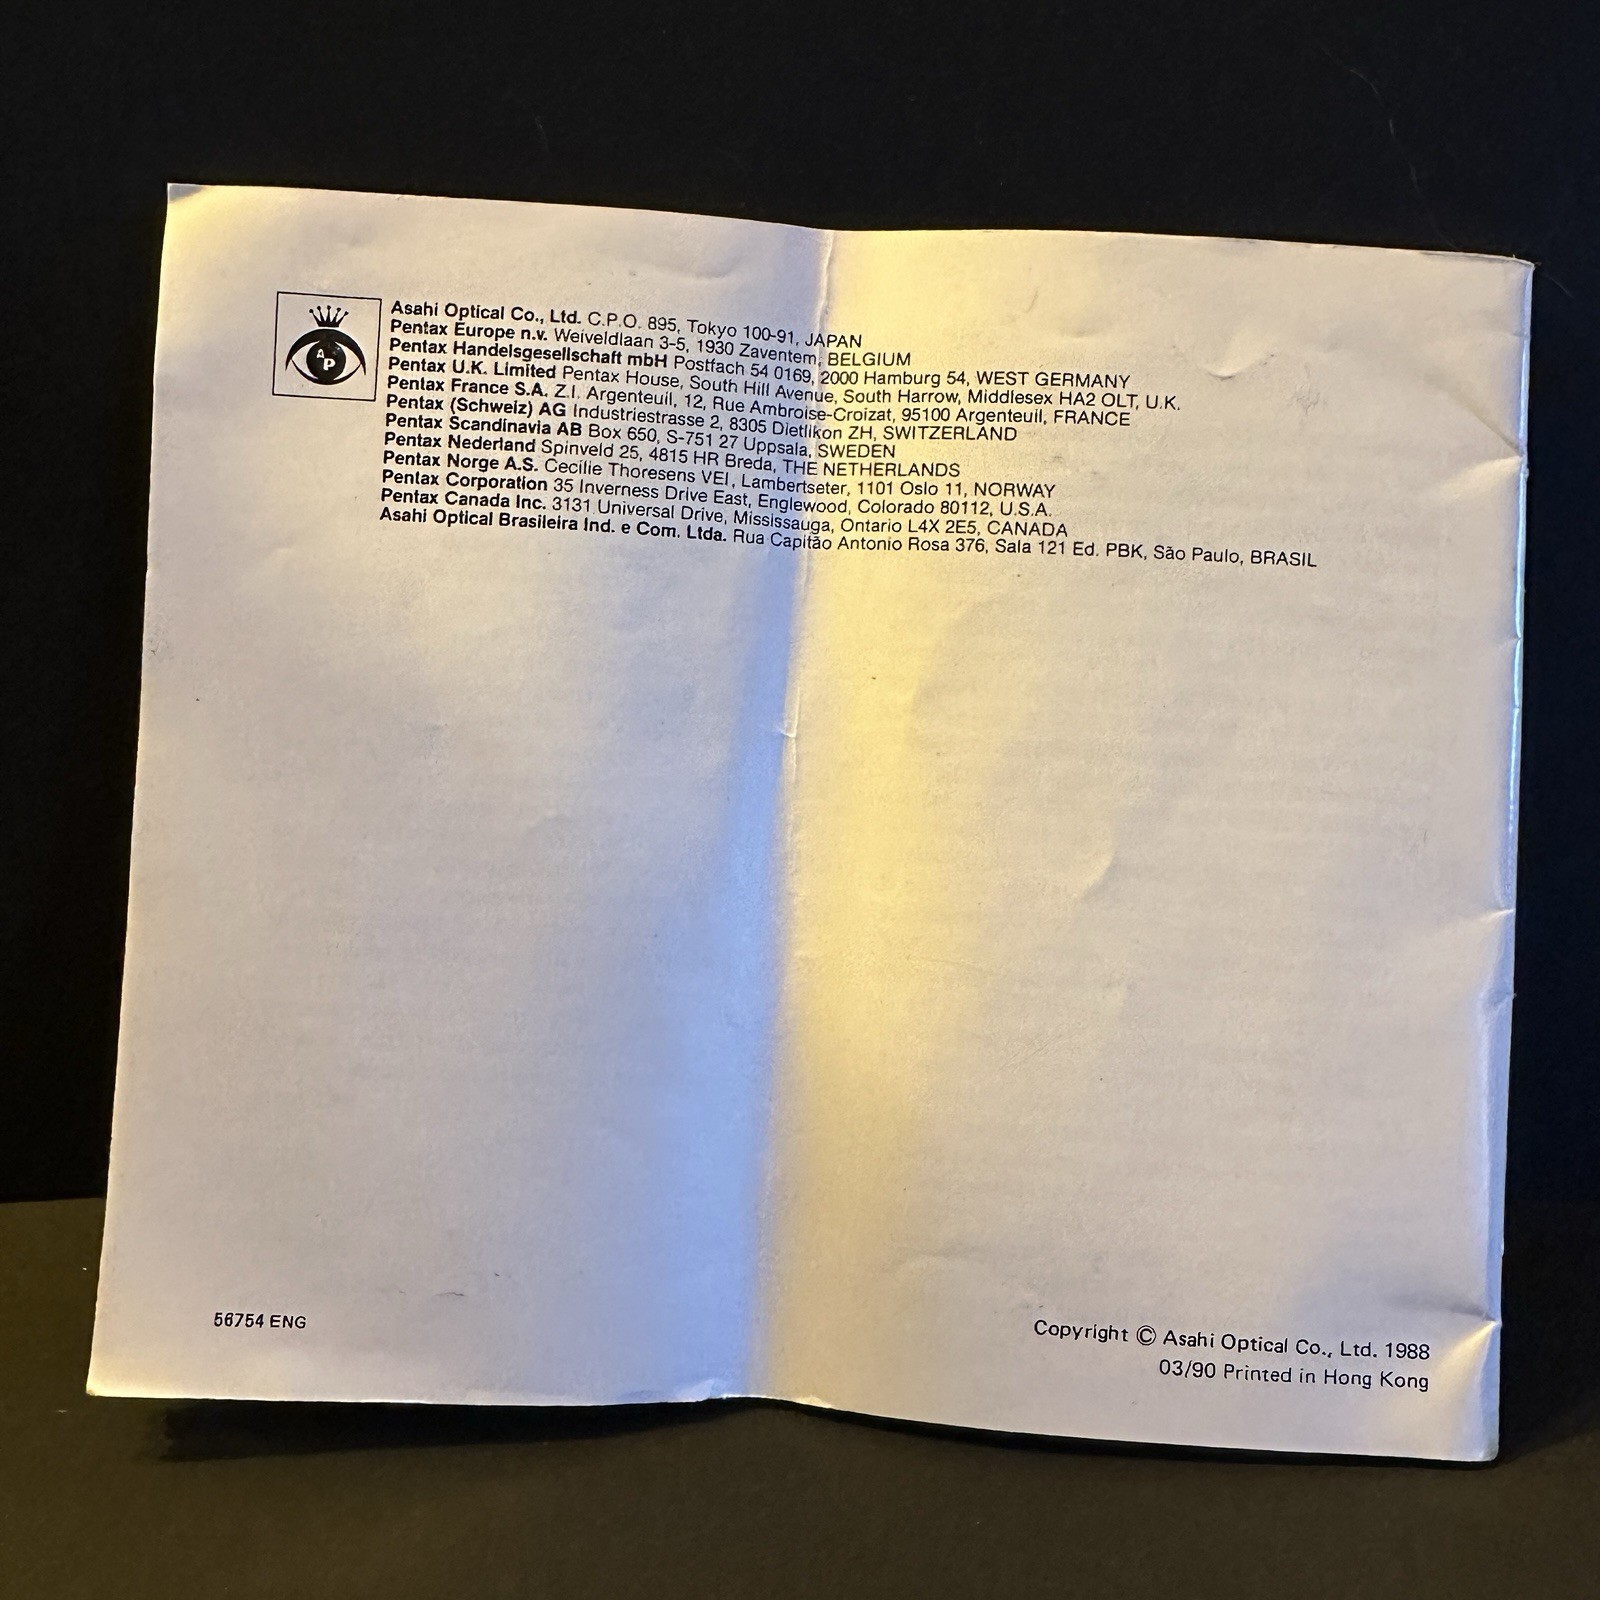 AP
Asahi Optical Co., Ltd. C.P.O. 895, Tokyo 100-91, JAPAN
Pentax Europe n.v. Weiveldlaan 3-5, 1930 Zaventem, BELGIUM
Pentax Handelsgesellschaft mbH Postfach 54 0169, 2000 Hamburg 54, WEST GERMANY
Pentax U.K. Limited Pentax House, South Hill Avenue, South Harrow, Middlesex HA2 OLT, U.K.
Pentax France S.A. Z.I. Argenteuil, 12, Rue Ambroise-Croizat, 95100 Argenteuil, FRANCE
Pentax (Schweiz) AG Industriestrasse 2, 8305 Dietlikon ZH, SWITZERLAND
Pentax Scandinavia AB Box 650, S-751 27 Uppsala, SWEDEN
Pentax Nederland Spinveld 25, 4815 HR Breda, THE NETHERLANDS
Pentax Norge A.S. Cecilie Thoresens VEI, Lambertseter, 1101 Oslo 11, NORWAY
Pentax Corporation 35 Inverness Drive East, Englewood, Colorado 80112, U.S.A.
Pentax Canada Inc. 3131 Universal Drive, Mississauga, Ontario L4X 2E5, CANADA
Asahi Optical Brasileira Ind. e Com. Ltda. Rua Capitão Antonio Rosa 376, Sala 121 Ed. PBK, São Paulo, BRASIL
56754 ENG
Copyright © Asahi Optical Co., Ltd. 1988
03/90 Printed in Hong Kong